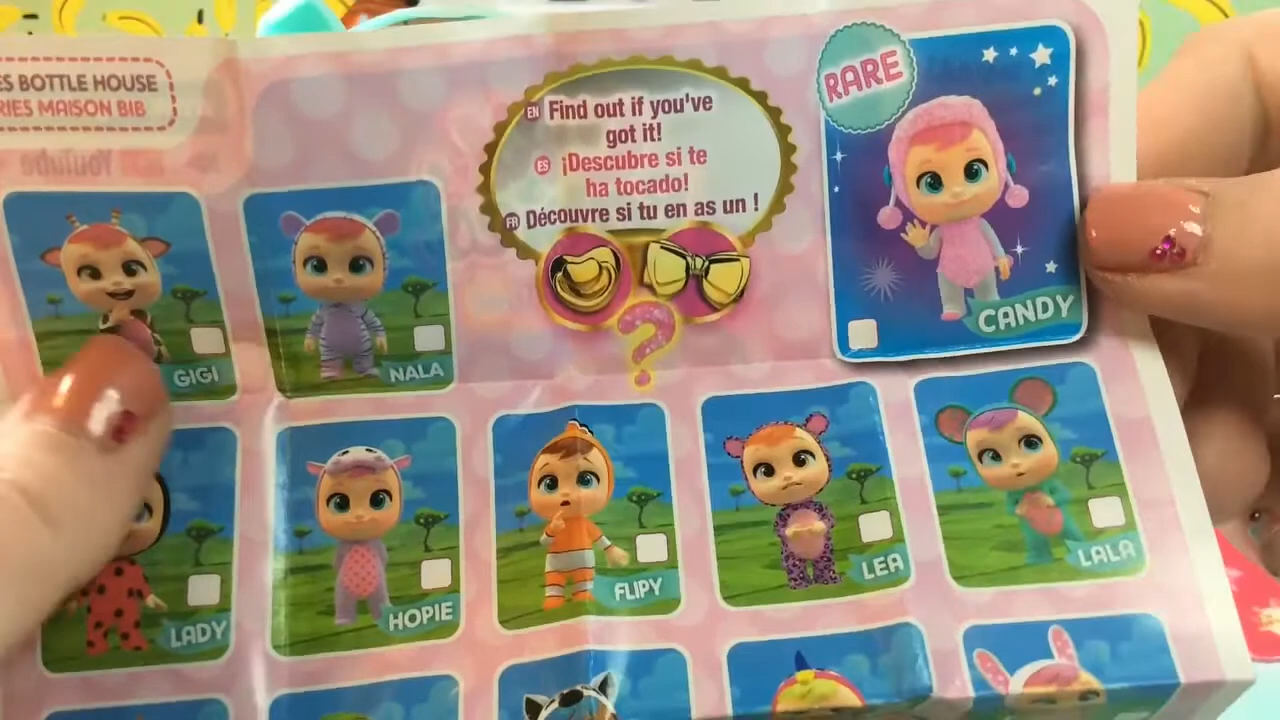 ES BOTTLE HOUSE
RIES MAISON BIB
YouTube
EN Find out if you've
got it!
ES ¡Descubre si te
ha tocado!
FR Découvre si tu en as un !
?
RARE
CANDY
GIGI
NALA
LADY
HOPIE
FLIPY
LEA
LALA